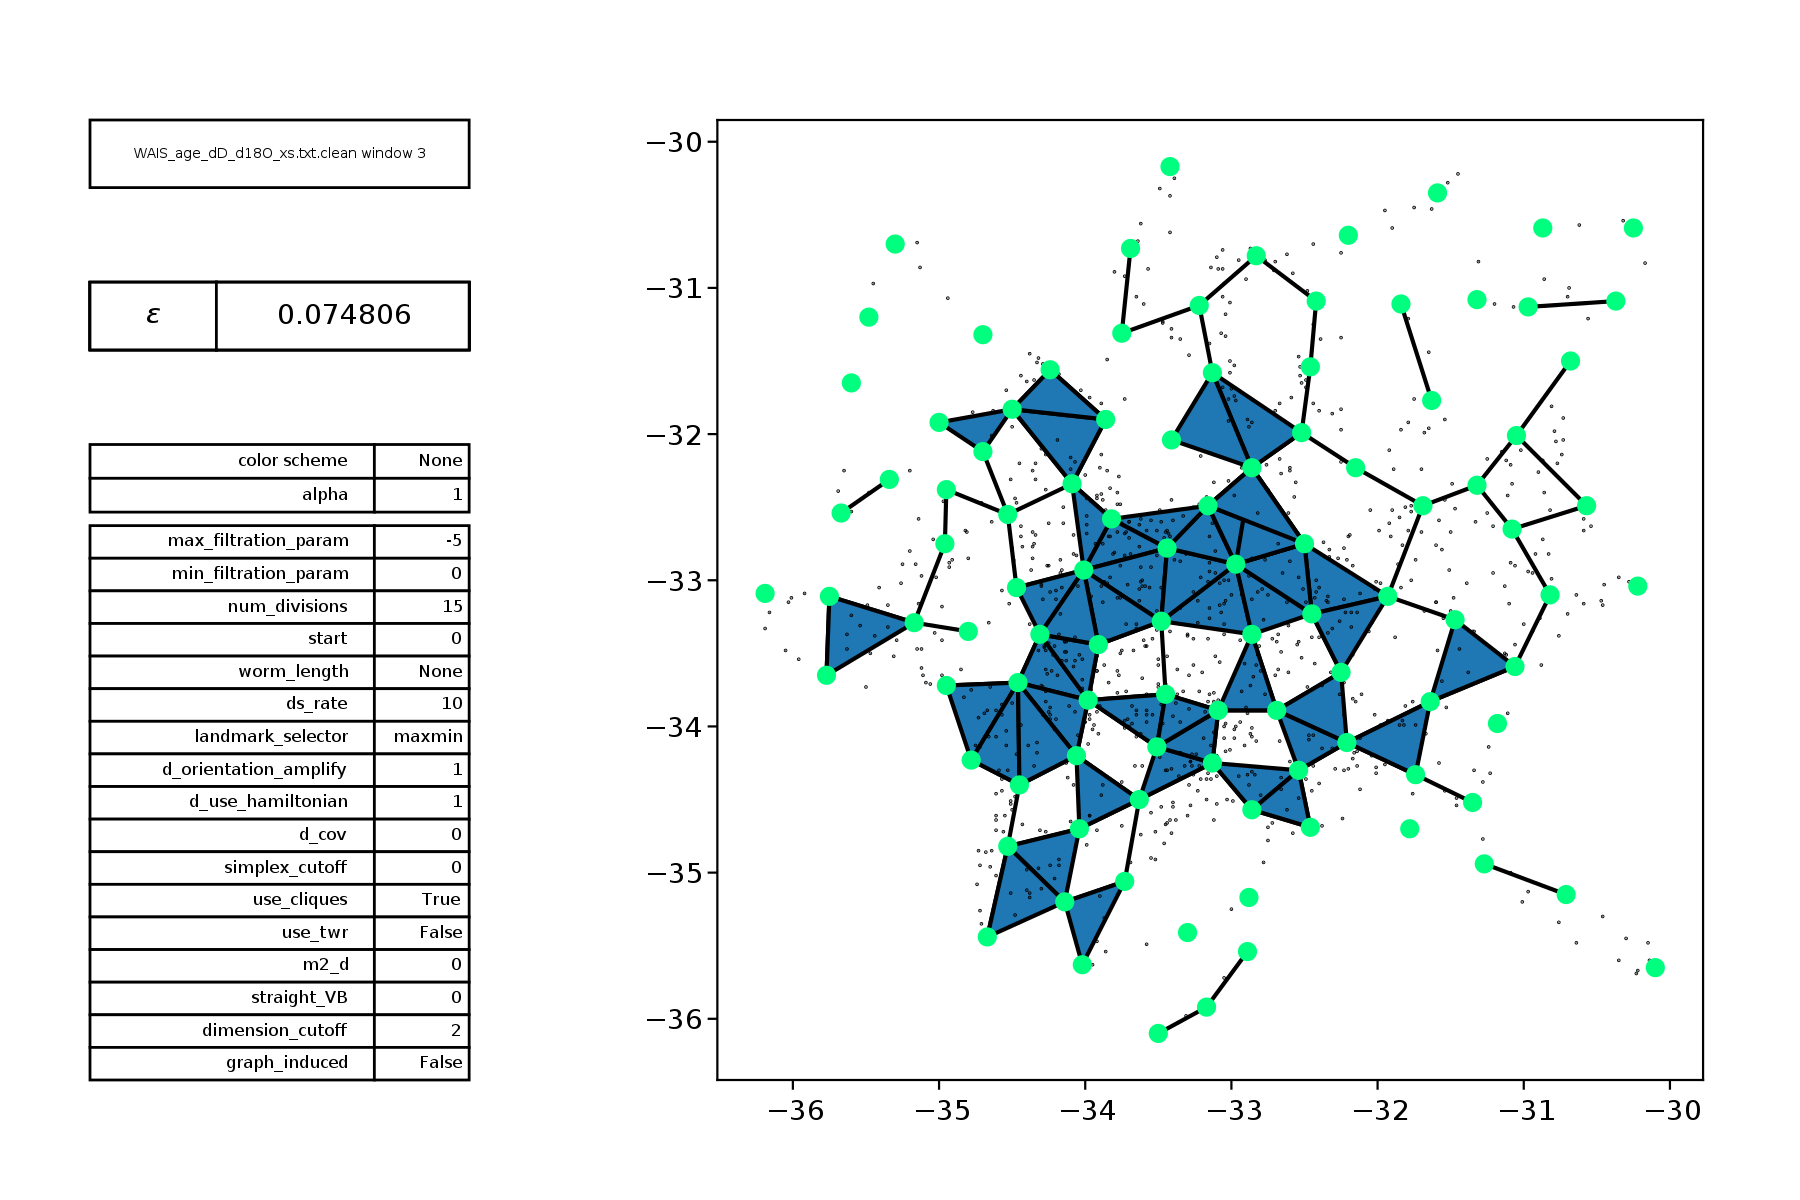 WAIS_age_dD_d18O_xs.txt.clean window 3
ε 0.074806
color scheme None
alpha 1
max_filtration_param -5
min_filtration_param 0
num_divisions 15
start 0
worm_length None
ds_rate 10
landmark_selector maxmin
d_orientation_amplify 1
d_use_hamiltonian 1
d_cov 0
simplex_cutoff 0
use_cliques True
use_twr False
m2_d 0
straight_VB 0
dimension_cutoff 2
graph_induced False
−30
−31
−32
−33
−34
−35
−36
−36 −35 −34 −33 −32 −31 −30